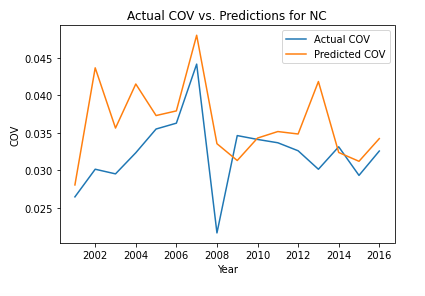 Actual COV vs. Predictions for NC
Actual COV
Predicted COV
0.045
0.040
0.035
0.030
0.025
COV
2002 2004 2006 2008 2010 2012 2014 2016
Year